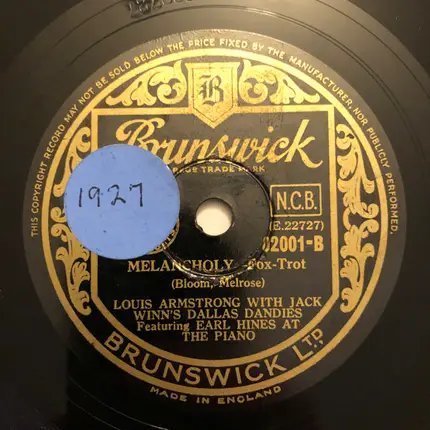 THIS COPYRIGHT RECORD MAY NOT BE SOLD BELOW THE PRICE FIXED BY THE MANUFACTURER, NOR PUBLICLY PERFORMED.
B
Brunswick
TRADE MARK
1927
N.C.B.
(E.22727)
02001-B
MELANCHOLY Fox-Trot
(Bloom, Melrose)
LOUIS ARMSTRONG WITH JACK
WINN'S DALLAS DANDIES
Featuring EARL HINES AT
THE PIANO
BRUNSWICK LTD.
MADE IN ENGLAND